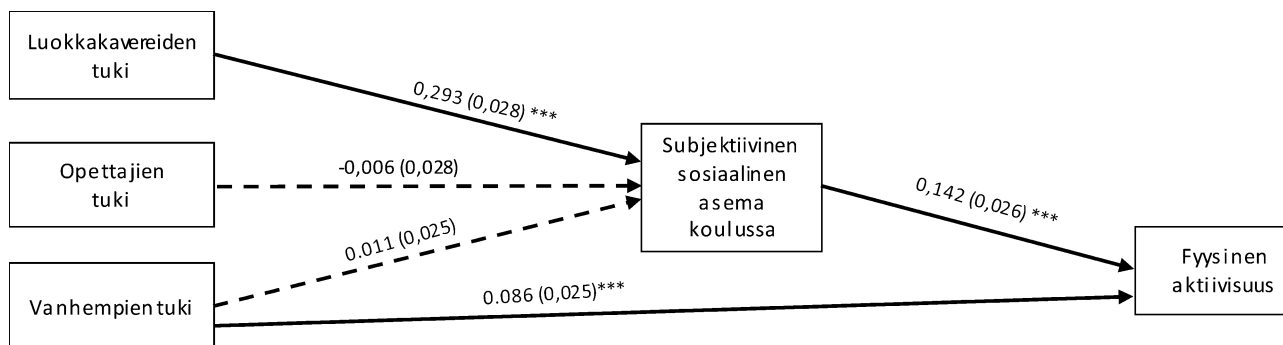 Luokkakavereiden
tuki
0,293 (0,028) ***
Opettajien
tuki
-0,006 (0,028)
Subjektiivinen
sosiaalinen
asema
koulussa
0.011 (0,025)
0,142 (0,026) ***
Vanhempien tuki
0.086 (0,025)***
Fyysinen
aktiivisuus